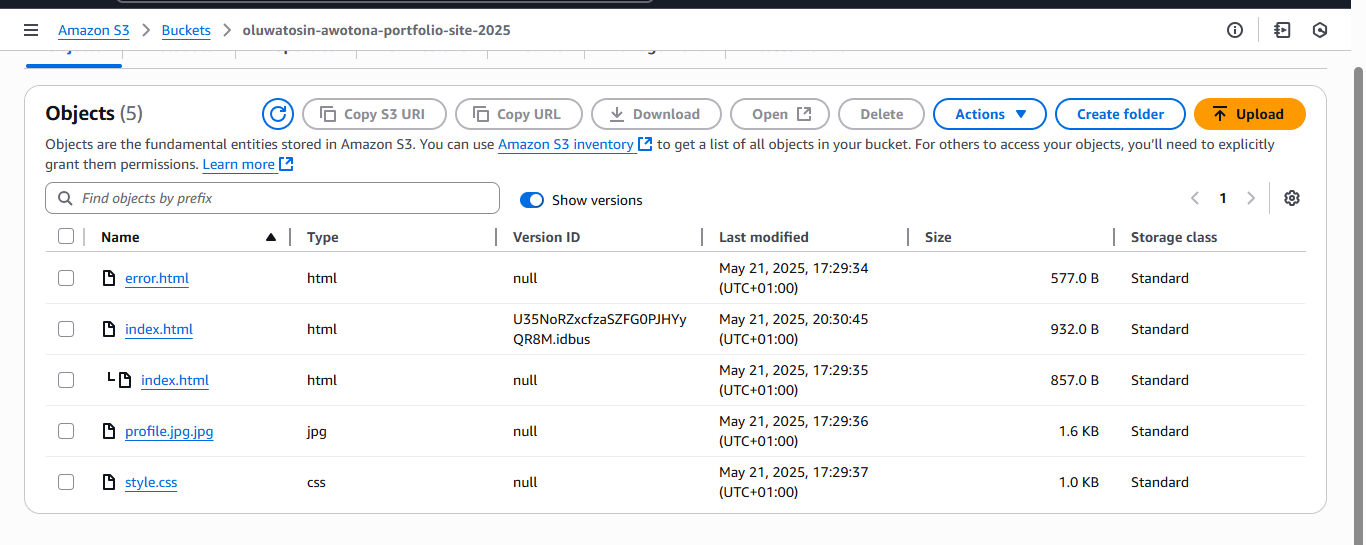 Amazon S3 > Buckets > oluwatosin-awotona-portfolio-site-2025
Objects (5) Copy S3 URI Copy URL Download Open Delete Actions Create folder Upload
Objects are the fundamental entities stored in Amazon S3. You can use Amazon S3 inventory to get a list of all objects in your bucket. For others to access your objects, you'll need to explicitly
grant them permissions. Learn more
Find objects by prefix Show versions 1
Name Type Version ID Last modified Size Storage class
error.html html null May 21, 2025, 17:29:34 (UTC+01:00) 577.0 B Standard
index.html html U35NoRZxcfzaSZFG0PJHYyQR8M.idbus May 21, 2025, 20:30:45 (UTC+01:00) 932.0 B Standard
index.html html null May 21, 2025, 17:29:35 (UTC+01:00) 857.0 B Standard
profile.jpg.jpg jpg null May 21, 2025, 17:29:36 (UTC+01:00) 1.6 KB Standard
style.css css null May 21, 2025, 17:29:37 (UTC+01:00) 1.0 KB Standard